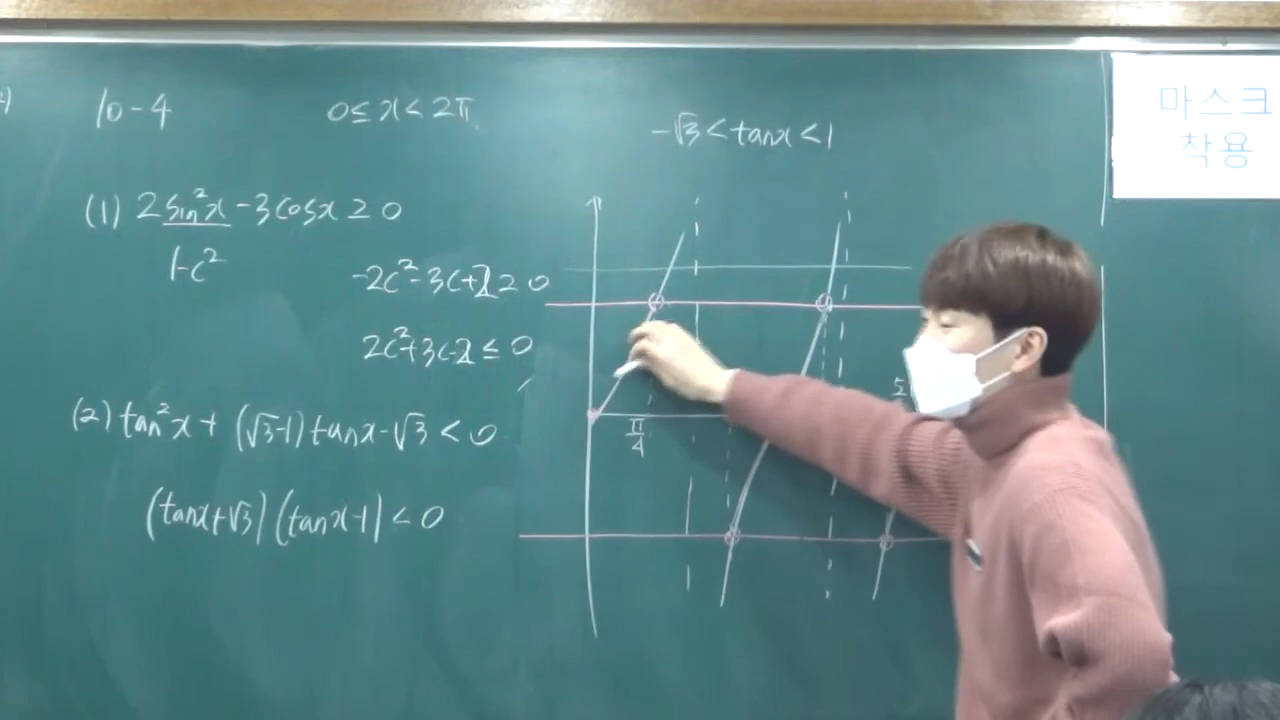 10-4
0≤x<2π
(1) 2sin²x-3cosx≥0
1-c²
-2c²-3c+2≥0
2c²+3c-2≤0
(2) tan²x+(√3-1)tanx-√3<0
(tanx+√3)(tanx-1)<0
-√3<tanx<1
π/4
5
마스크
착용